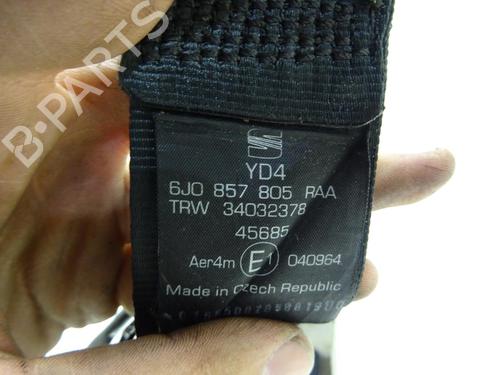 B-PARTS
YD4
6J0 857 805 RAA
TRW 34032378
45685
Aer4m E1 040964
Made in Czech Republic